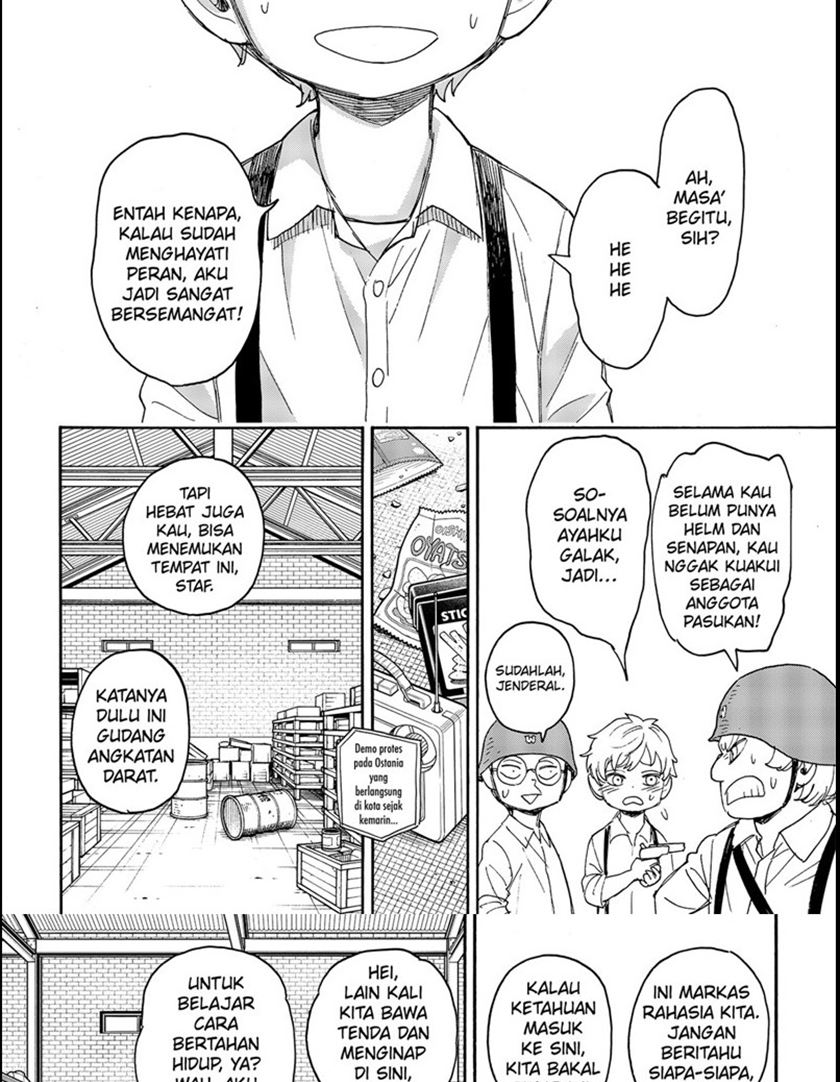 AH,
MASA'
BEGITU,
SIH?
HE
HE
HE
ENTAH KENAPA,
KALAU SUDAH
MENGHAYATI
PERAN, AKU
JADI SANGAT
BERSEMANGAT!
SELAMA KAU
BELUM PUNYA
HELM DAN
SENAPAN, KAU
NGGAK KUAKUI
SEBAGAI
ANGGOTA
PASUKAN!
SO-
SOALNYA
AYAHKU
GALAK,
JADI...
SUDAHLAH,
JENDERAL.
W
OYATS
STIC
Demo protes
pada Ostania
yang
berlangsung
di kota sejak
kemarin...
TAPI
HEBAT JUGA
KAU, BISA
MENEMUKAN
TEMPAT INI,
STAF.
KATANYA
DULU INI
GUDANG
ANGKATAN
DARAT.
INI MARKAS
RAHASIA KITA.
JANGAN
BERITAHU
SIAPA-SIAPA,
KALAU
KETAHUAN
MASUK
KE SINI,
KITA BAKAL
HEI,
LAIN KALI
KITA BAWA
TENDA DAN
MENGINAP
DI SINI,
UNTUK
BELAJAR
CARA
BERTAHAN
HIDUP, YA?
WAH, AKU